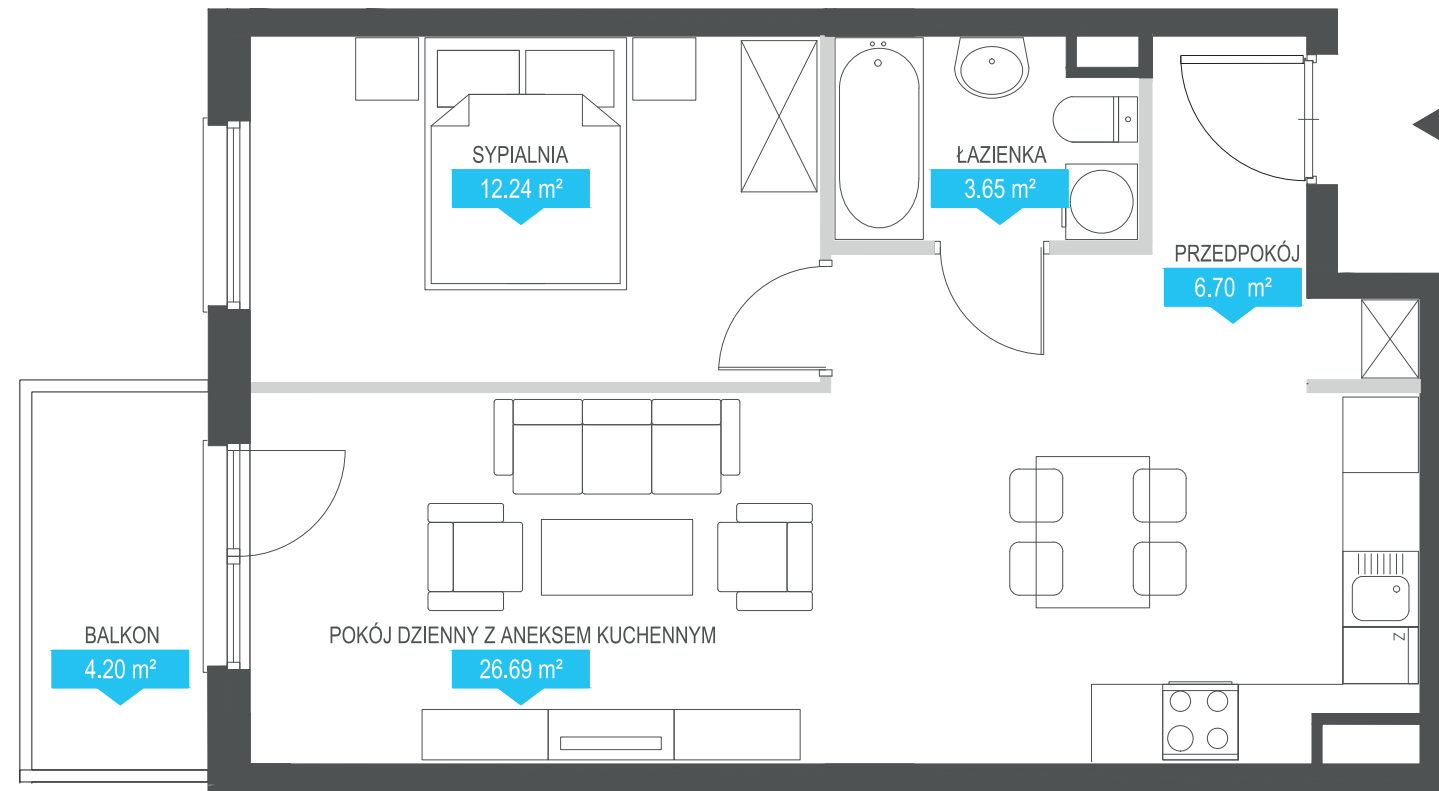 SYPIALNIA
12.24 m²
ŁAZIENKA
3.65 m²
PRZEDPOKÓJ
6.70 m²
BALKON
4.20 m²
POKÓJ DZIENNY Z ANEKSEM KUCHENNYM
26.69 m²
Z